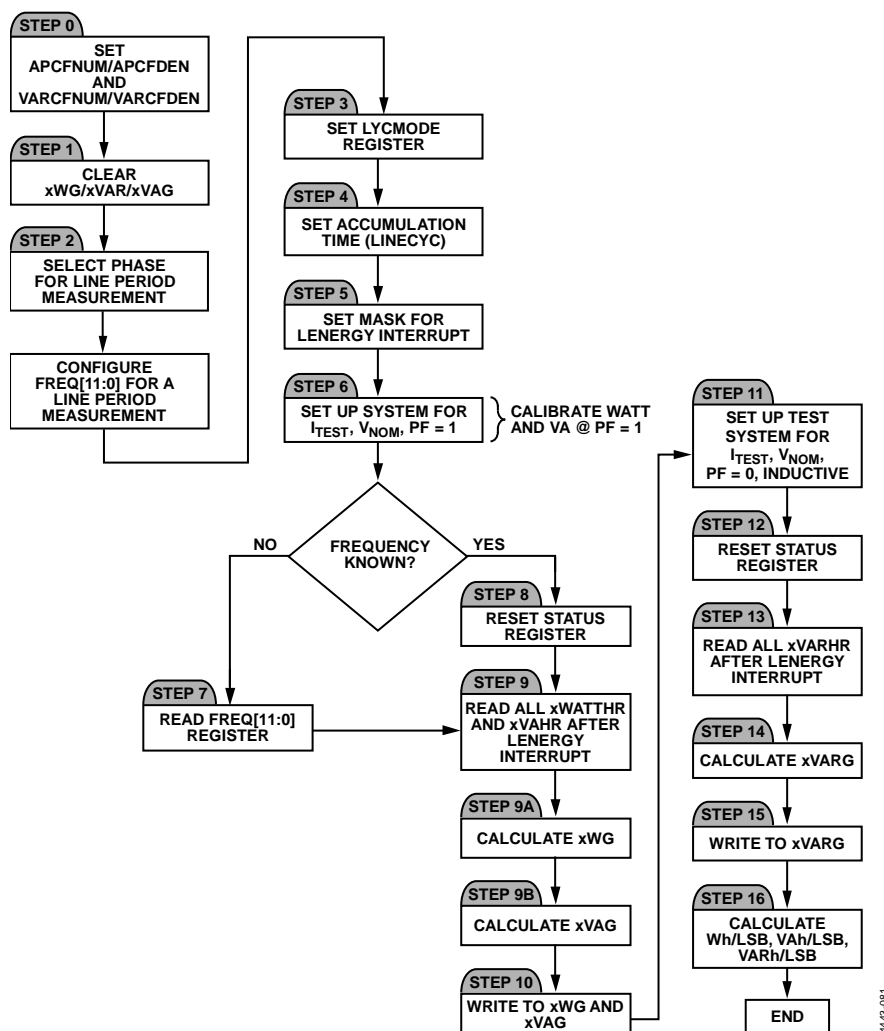 STEP 0
SET
APCFNUM/APCFDEN
AND
VARCFNUM/VARCFDEN
STEP 1
CLEAR
xWG/xVAR/xVAG
STEP 2
SELECT PHASE
FOR LINE PERIOD
MEASUREMENT
CONFIGURE
FREQ[11:0] FOR A
LINE PERIOD
MEASUREMENT
STEP 3
SET LYCMODE
REGISTER
STEP 4
SET ACCUMULATION
TIME (LINECYC)
STEP 5
SET MASK FOR
LENERGY INTERRUPT
STEP 6
SET UP SYSTEM FOR
ITEST, VNOM, PF = 1
CALIBRATE WATT
AND VA @ PF = 1
FREQUENCY
KNOWN?
NO
YES
STEP 7
READ FREQ[11:0]
REGISTER
STEP 8
RESET STATUS
REGISTER
STEP 9
READ ALL xWATTHR
AND xVAHR AFTER
LENERGY
INTERRUPT
STEP 9A
CALCULATE xWG
STEP 9B
CALCULATE xVAG
STEP 10
WRITE TO xWG AND
xVAG
STEP 11
SET UP TEST
SYSTEM FOR
ITEST, VNOM,
PF = 0, INDUCTIVE
STEP 12
RESET STATUS
REGISTER
STEP 13
READ ALL xVARHR
AFTER LENERGY
INTERRUPT
STEP 14
CALCULATE xVARG
STEP 15
WRITE TO xVARG
STEP 16
CALCULATE
Wh/LSB, VAh/LSB,
VARh/LSB
END